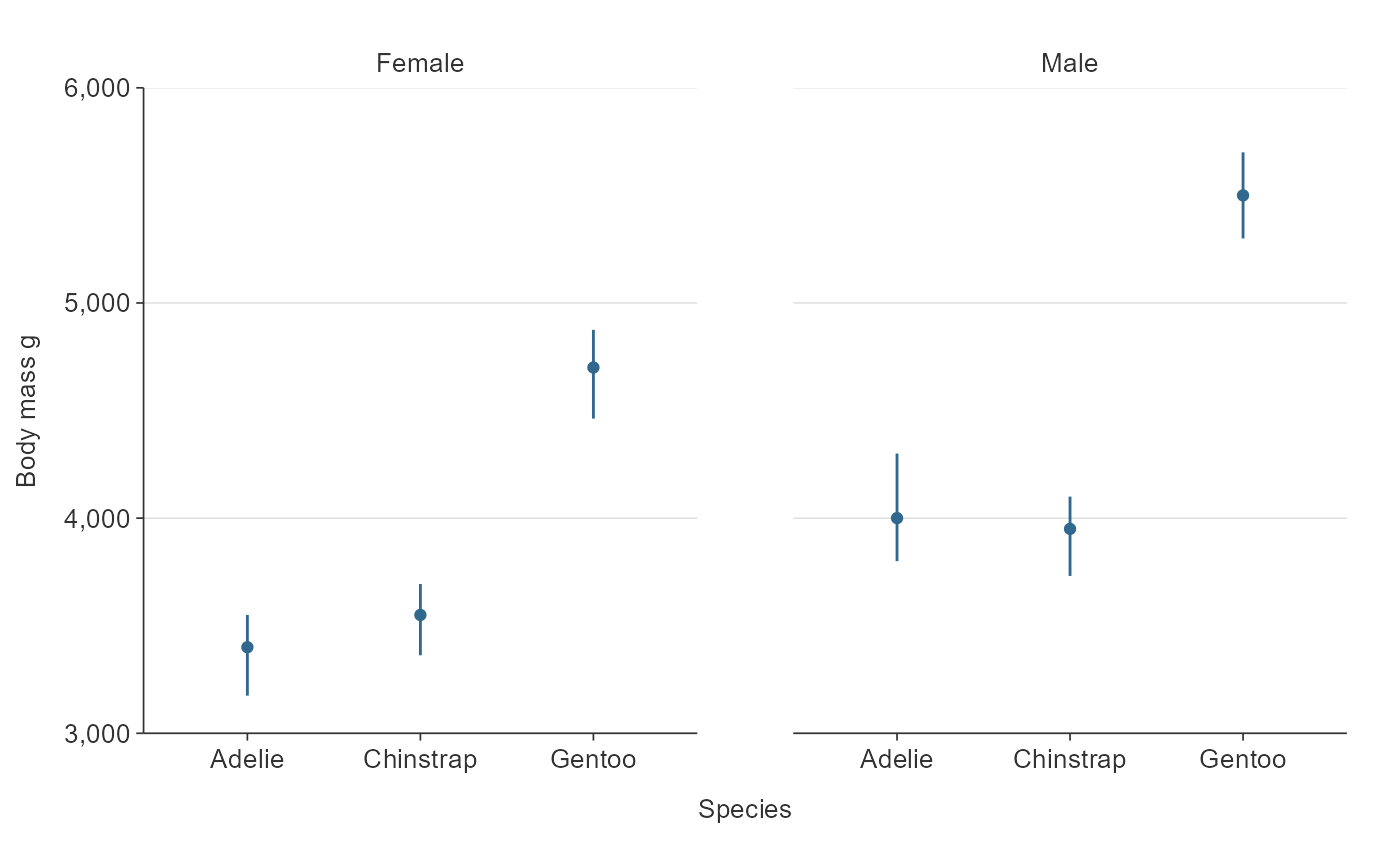 Female
Male
6,000
5,000
4,000
3,000
Body mass g
Adelie Chinstrap Gentoo
Adelie Chinstrap Gentoo
Species